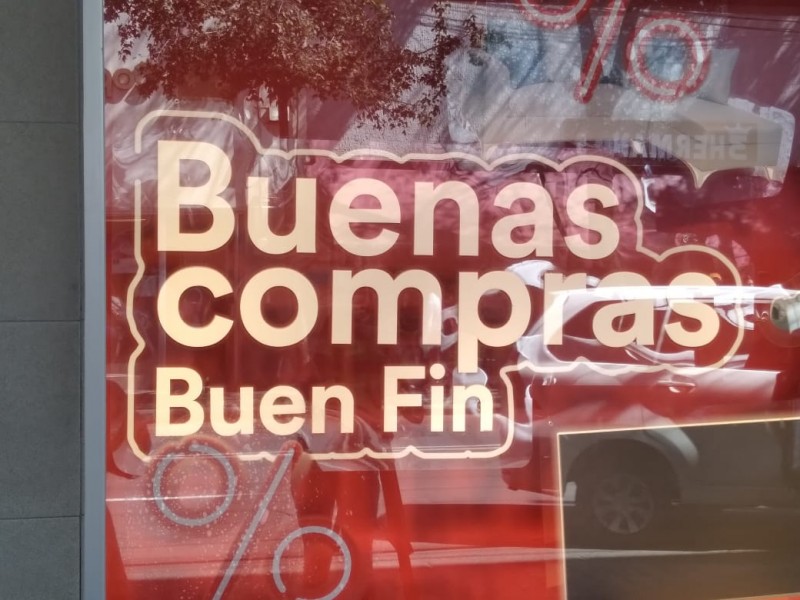 %
Buenas
compras
Buen Fin
%